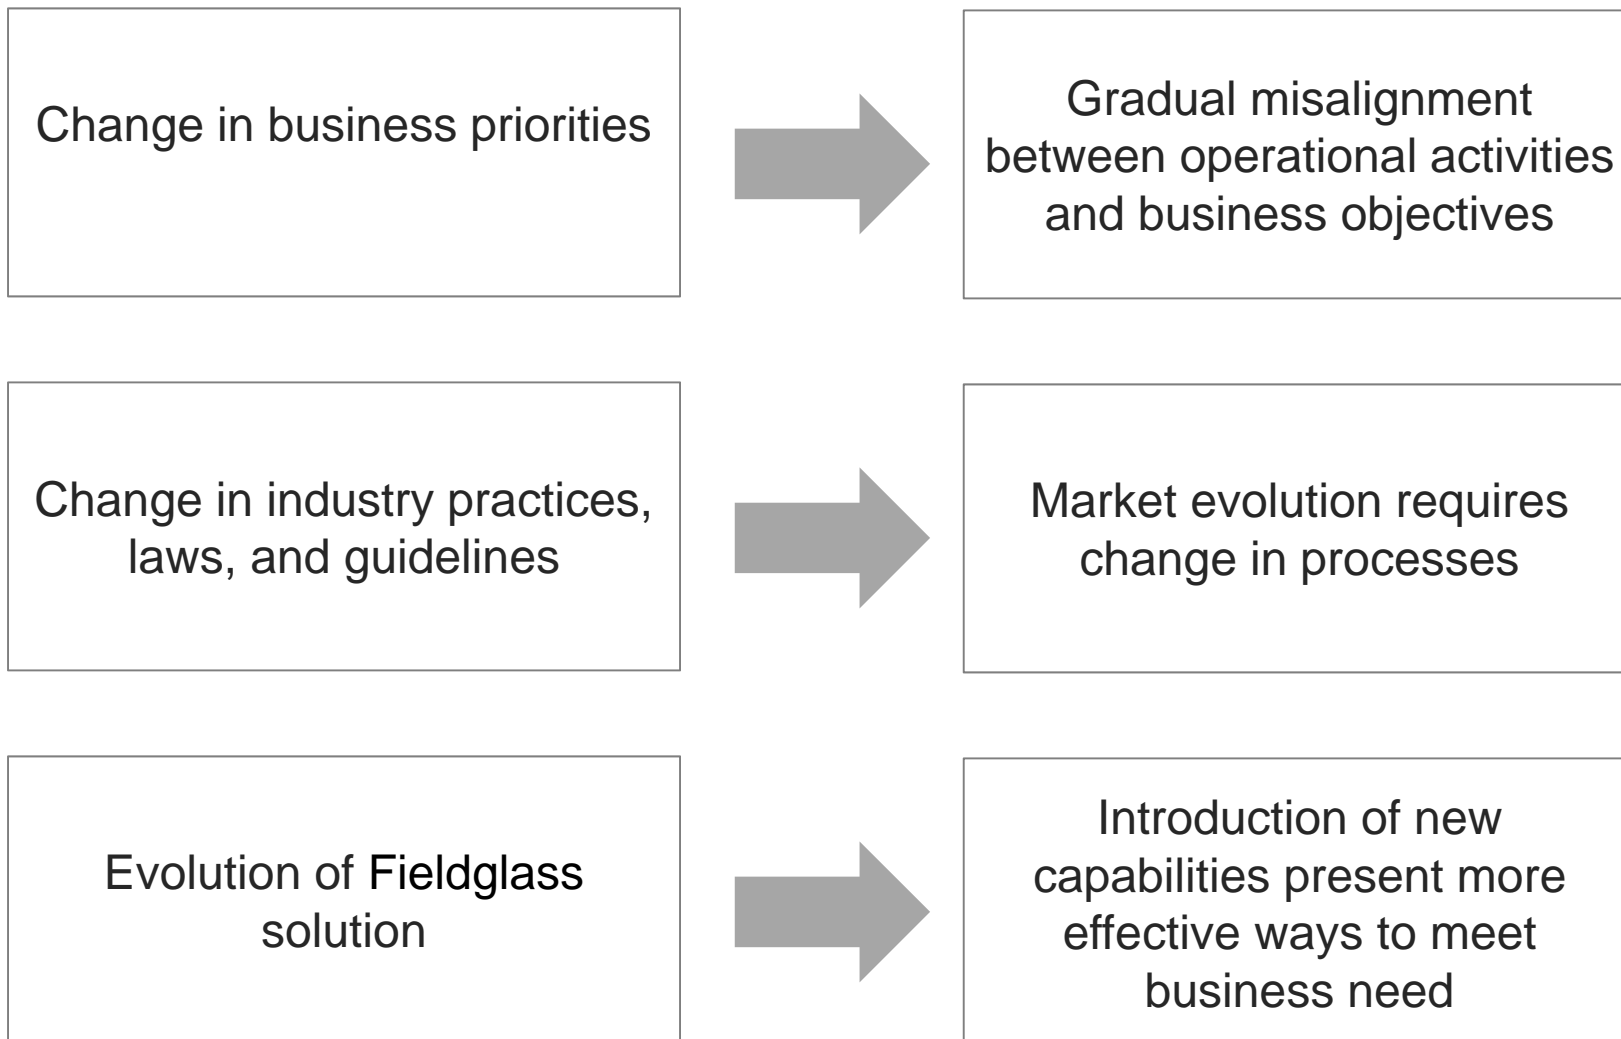 Change in business priorities
Gradual misalignment
between operational activities
and business objectives
Change in industry practices,
laws, and guidelines
Market evolution requires
change in processes
Evolution of Fieldglass
solution
Introduction of new
capabilities present more
effective ways to meet
business need